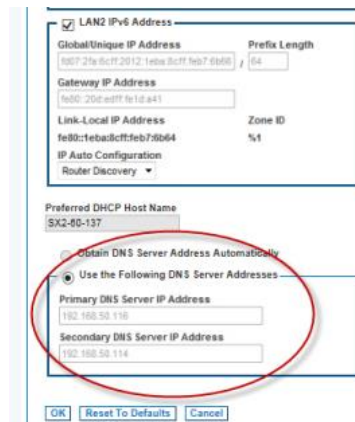 LAN2 IPv6 Address
Global/Unique IP Address Prefix Length
/ 64
Gateway IP Address
Link-Local IP Address Zone ID
fe80::1eba:8cff:feb7:6b64 %1
IP Auto Configuration
Router Discovery
Preferred DHCP Host Name
SX2-60-137
Obtain DNS Server Address Automatically
Use the Following DNS Server Addresses
Primary DNS Server IP Address
192.168.50.116
Secondary DNS Server IP Address
192.168.50.114
OK Reset To Defaults Cancel